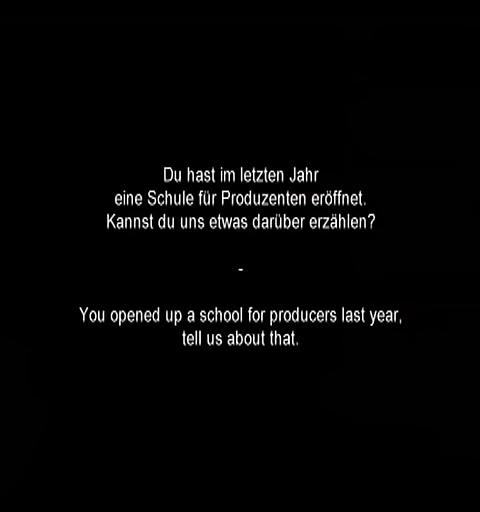 Du hast im letzten Jahr
eine Schule für Produzenten eröffnet.
Kannst du uns etwas darüber erzählen?
-
You opened up a school for producers last year,
tell us about that.